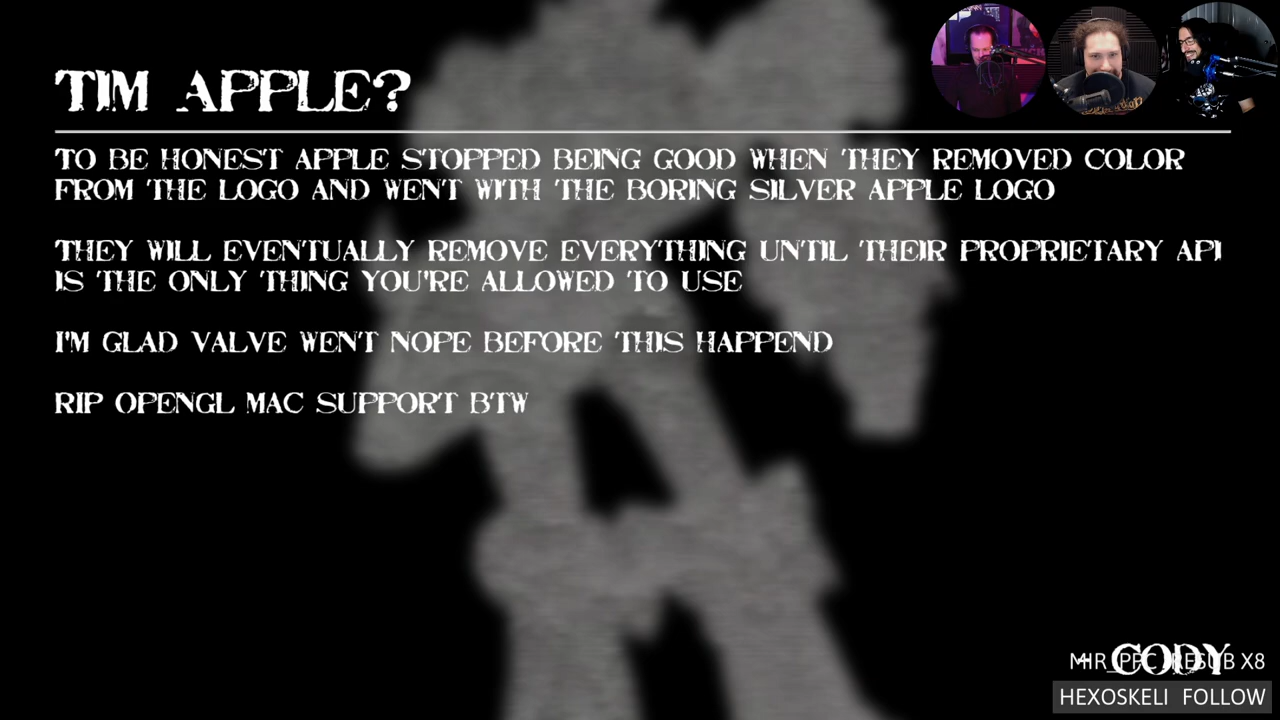 TIM APPLE?
TO BE HONEST APPLE STOPPED BEING GOOD WHEN THEY REMOVED COLOR
FROM THE LOGO AND WENT WITH THE BORING SILVER APPLE LOGO
THEY WILL EVENTUALLY REMOVE EVERYTHING UNTIL THEIR PROPRIETARY API
IS THE ONLY THING YOU'RE ALLOWED TO USE
I'M GLAD VALVE WENT NOPE BEFORE THIS HAPPEND
RIP OPENGL MAC SUPPORT BTW
- CODY
MIR_PFC RESUB X8
HEXOSKELI FOLLOW